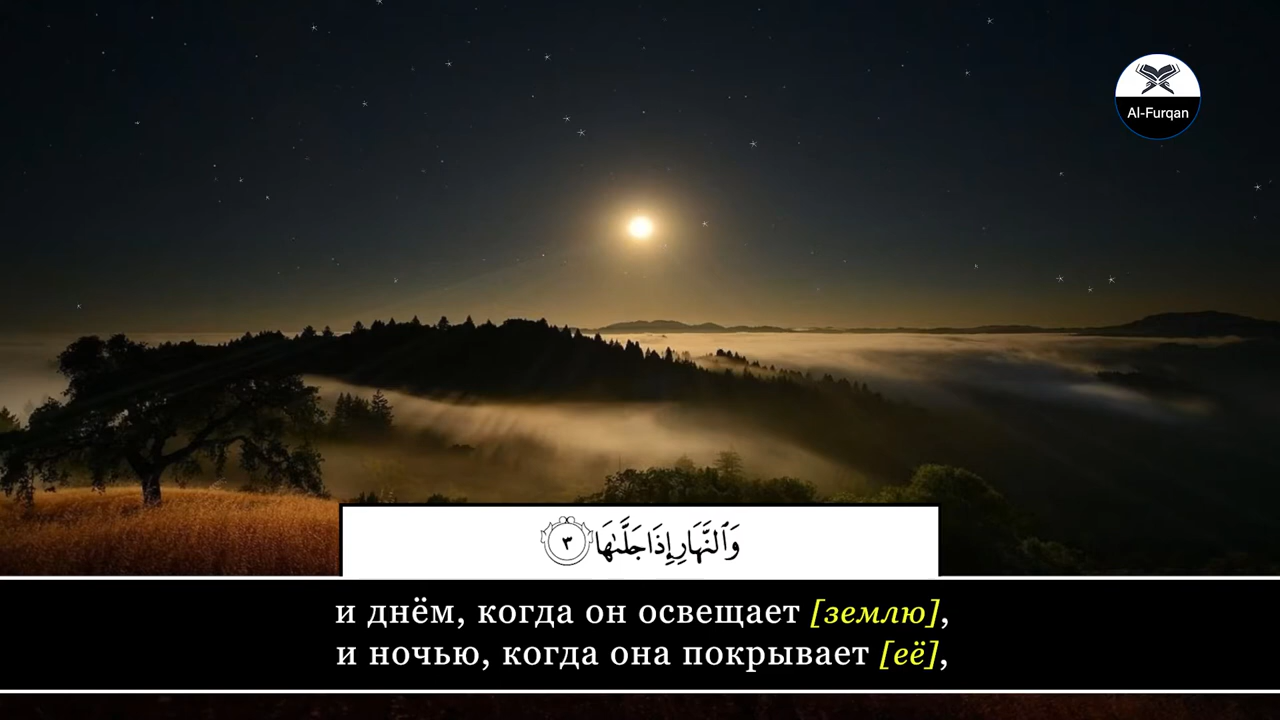 Al-Furqan
وَٱلنَّهَارِ إِذَا جَلَّىٰهَا ٣
и днём, когда он освещает [землю],
и ночью, когда она покрывает [её],